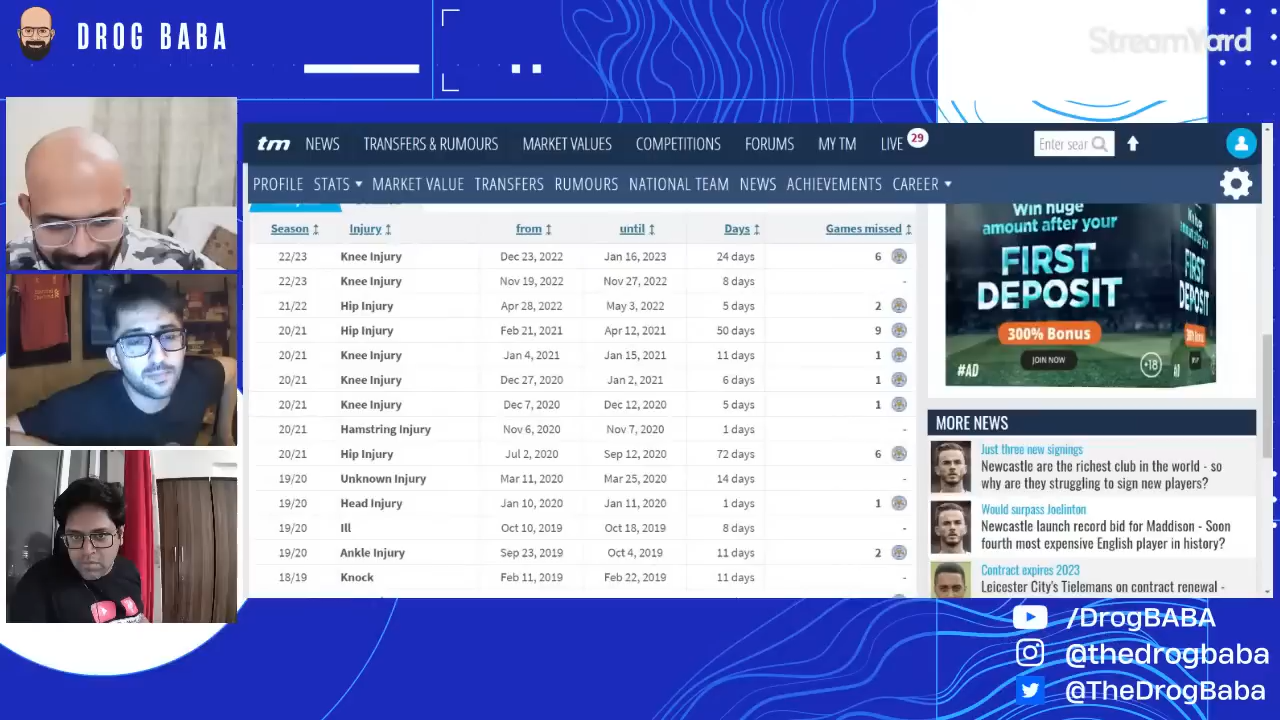 DROG BABA
StreamYard
tm NEWS TRANSFERS & RUMOURS MARKET VALUES COMPETITIONS FORUMS MY TM LIVE 29 Enter sear
PROFILE STATS MARKET VALUE TRANSFERS RUMOURS NATIONAL TEAM NEWS ACHIEVEMENTS CAREER
Season Injury from until Days Games missed
22/23 Knee Injury Dec 23, 2022 Jan 16, 2023 24 days 6
22/23 Knee Injury Nov 19, 2022 Nov 27, 2022 8 days -
21/22 Hip Injury Apr 28, 2022 May 3, 2022 5 days 2
20/21 Hip Injury Feb 21, 2021 Apr 12, 2021 50 days 9
20/21 Knee Injury Jan 4, 2021 Jan 15, 2021 11 days 1
20/21 Knee Injury Dec 27, 2020 Jan 2, 2021 6 days 1
20/21 Knee Injury Dec 7, 2020 Dec 12, 2020 5 days 1
20/21 Hamstring Injury Nov 6, 2020 Nov 7, 2020 1 days -
20/21 Hip Injury Jul 2, 2020 Sep 12, 2020 72 days 6
19/20 Unknown Injury Mar 11, 2020 Mar 25, 2020 14 days -
19/20 Head Injury Jan 10, 2020 Jan 11, 2020 1 days 1
19/20 Ill Oct 10, 2019 Oct 18, 2019 8 days -
19/20 Ankle Injury Sep 23, 2019 Oct 4, 2019 11 days 2
18/19 Knock Feb 11, 2019 Feb 22, 2019 11 days -
Win huge
amount after your
FIRST
DEPOSIT
300% Bonus
JOIN NOW
#AD
+18
MORE NEWS
Just three new signings
Newcastle are the richest club in the world - so
why are they struggling to sign new players?
Would surpass Joelinton
Newcastle launch record bid for Maddison - Soon
fourth most expensive English player in history?
Contract expires 2023
Leicester City's Tielemans on contract renewal -
/DrogBABA
@thedrogbaba
@TheDrogBaba